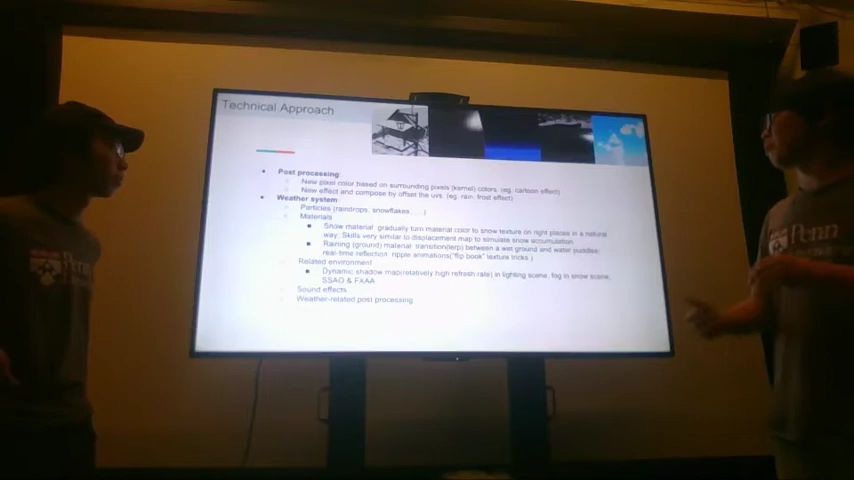 Technical Approach
Post processing:
New pixel color based on surrounding pixels (kernel) colors. (eg. cartoon effect)
New effect and compose by offset the uvs. (eg. rain, frost effect)
Weather system:
Particles (raindrops, snowflakes, ... )
Materials
Snow material: gradually turn material color to snow texture on right places in a natural
way. Skills very similar to displacement map to simulate snow accumulation.
Raining (ground) material: transition(lerp) between a wet ground and water puddles;
real-time reflection; ripple animations("flip book" texture tricks )
Related environment
Dynamic shadow map(relatively high refresh rate) in lighting scene, fog in snow scene,
SSAO & FXAA
Sound effects
Weather-related post processing
Penn